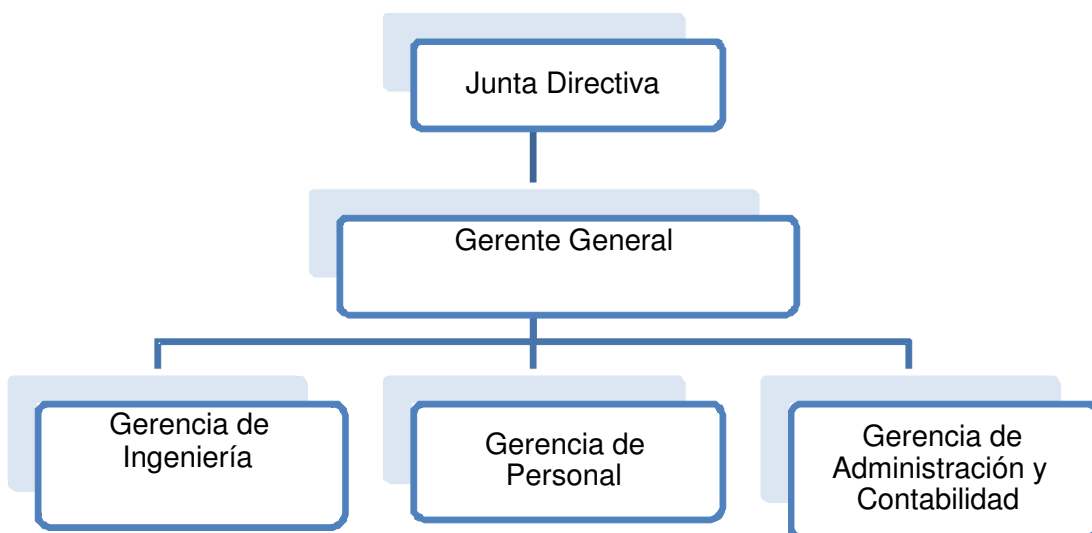 Junta Directiva
Gerente General
Gerencia de
Ingeniería
Gerencia de
Personal
Gerencia de
Administración y
Contabilidad